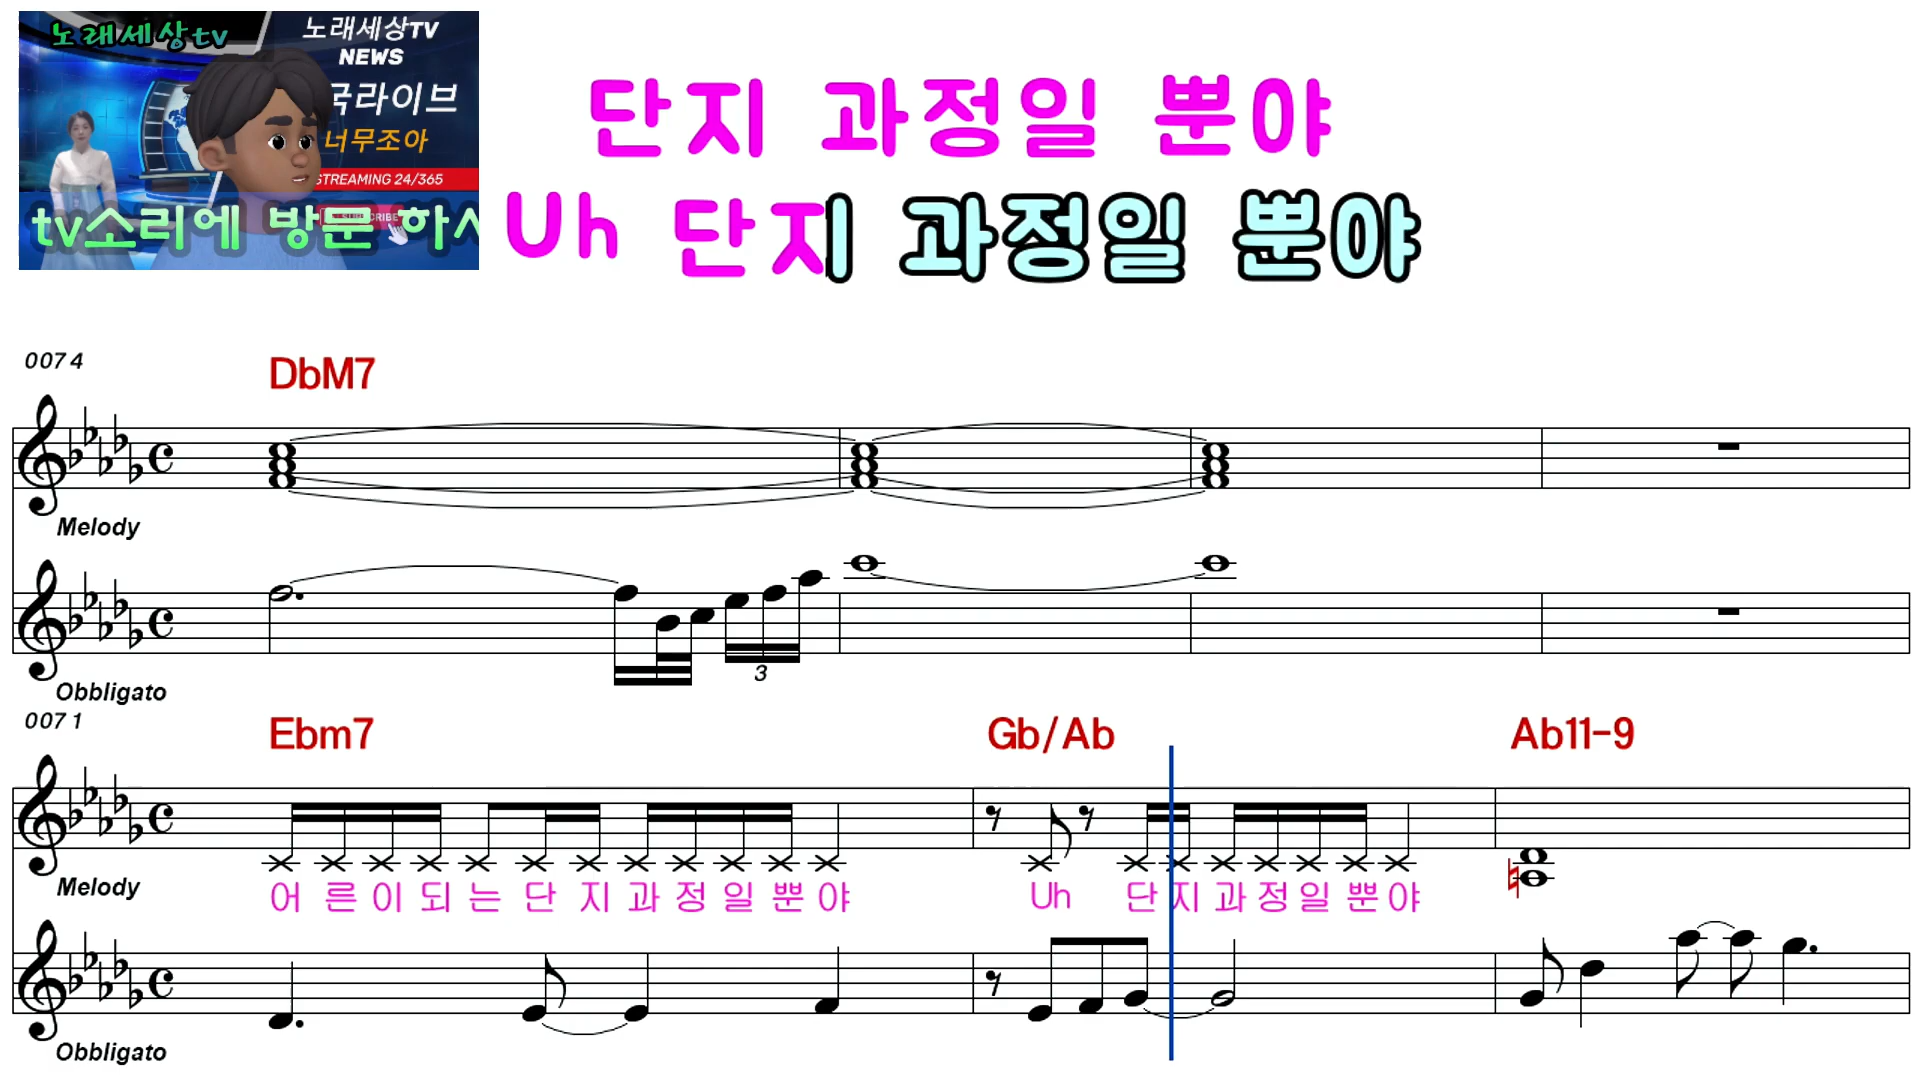 노래세상tv
노래세상TV
NEWS
국라이브
너무조아
STREAMING 24/365
SUBSCRIBE
tv소리에 방문 하시
단지 과정일 뿐야
Uh 단지 과정일 뿐야
0074
DbM7
Melody
3
Obbligato
0071
Ebm7 Gb/Ab Ab11-9
Melody
어 른 이 되 는 단 지 과 정 일 뿐 야 Uh 단 지 과 정 일 뿐 야
Obbligato